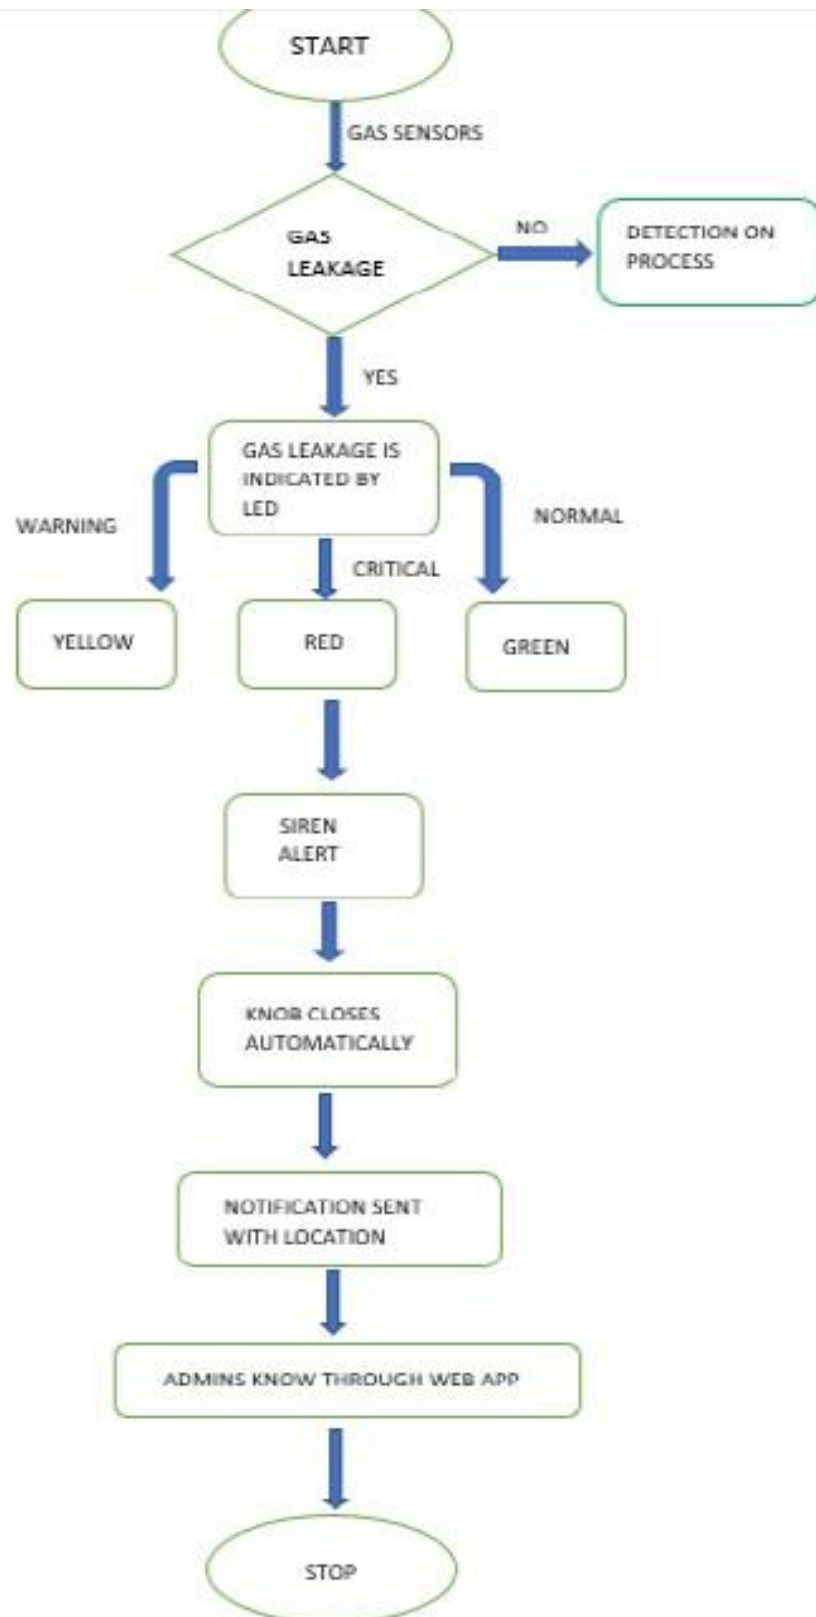 START
GAS SENSORS
GAS
LEAKAGE
NO
DETECTION ON
PROCESS
YES
GAS LEAKAGE IS
INDICATED BY
LED
WARNING
NORMAL
CRITICAL
YELLOW
RED
GREEN
SIREN
ALERT
KNOB CLOSES
AUTOMATICALLY
NOTIFICATION SENT
WITH LOCATION
ADMINS KNOW THROUGH WEB APP
STOP